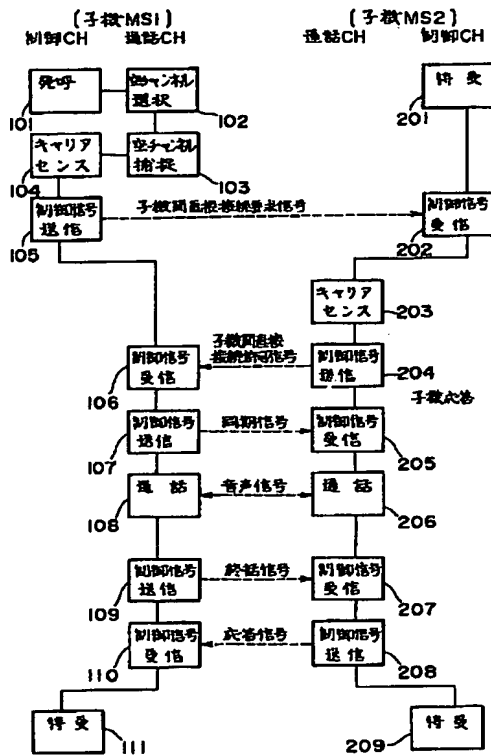 (子機MS1)
(子機MS2)
制御CH
通話CH
通話CH
制御CH
発呼
101
空チャンネル
選択
102
待受
201
キャリア
センス
104
空チャンネル
捕捉
103
制御信号
送信
105
子機間直接接続要求信号
制御信号
受信
202
キャリア
センス
203
制御信号
受信
106
子機間直接
接続許可信号
制御信号
送信
204
子機応答
制御信号
送信
107
同期信号
制御信号
受信
205
通話
108
音声信号
通話
206
制御信号
送信
109
終話信号
制御信号
受信
207
制御信号
受信
110
応答信号
制御信号
送信
208
待受
111
待受
209